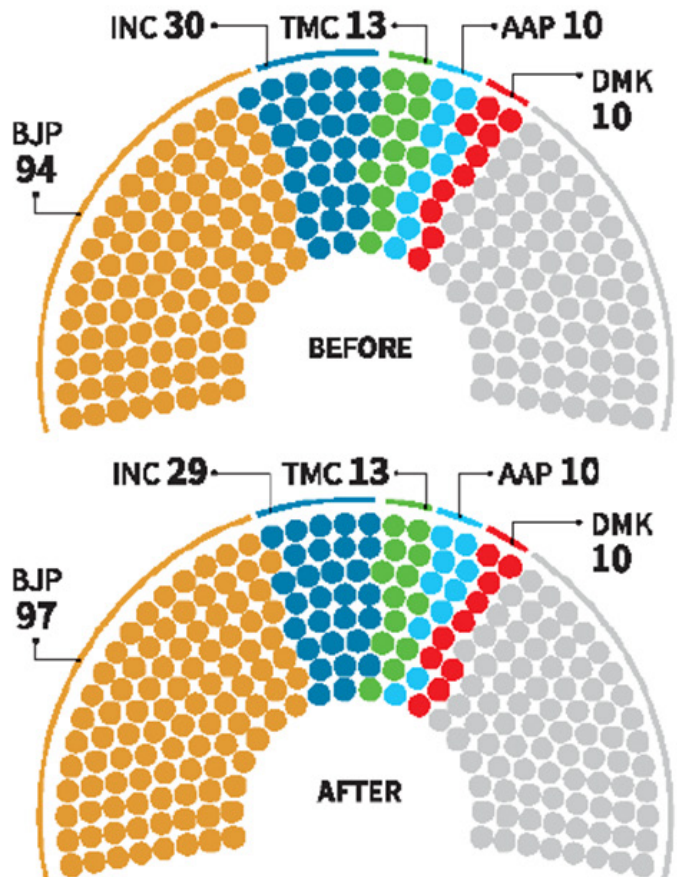 INC 30
TMC 13
AAP 10
DMK
10
BJP
94
BEFORE
INC 29
TMC 13
AAP 10
DMK
10
BJP
97
AFTER